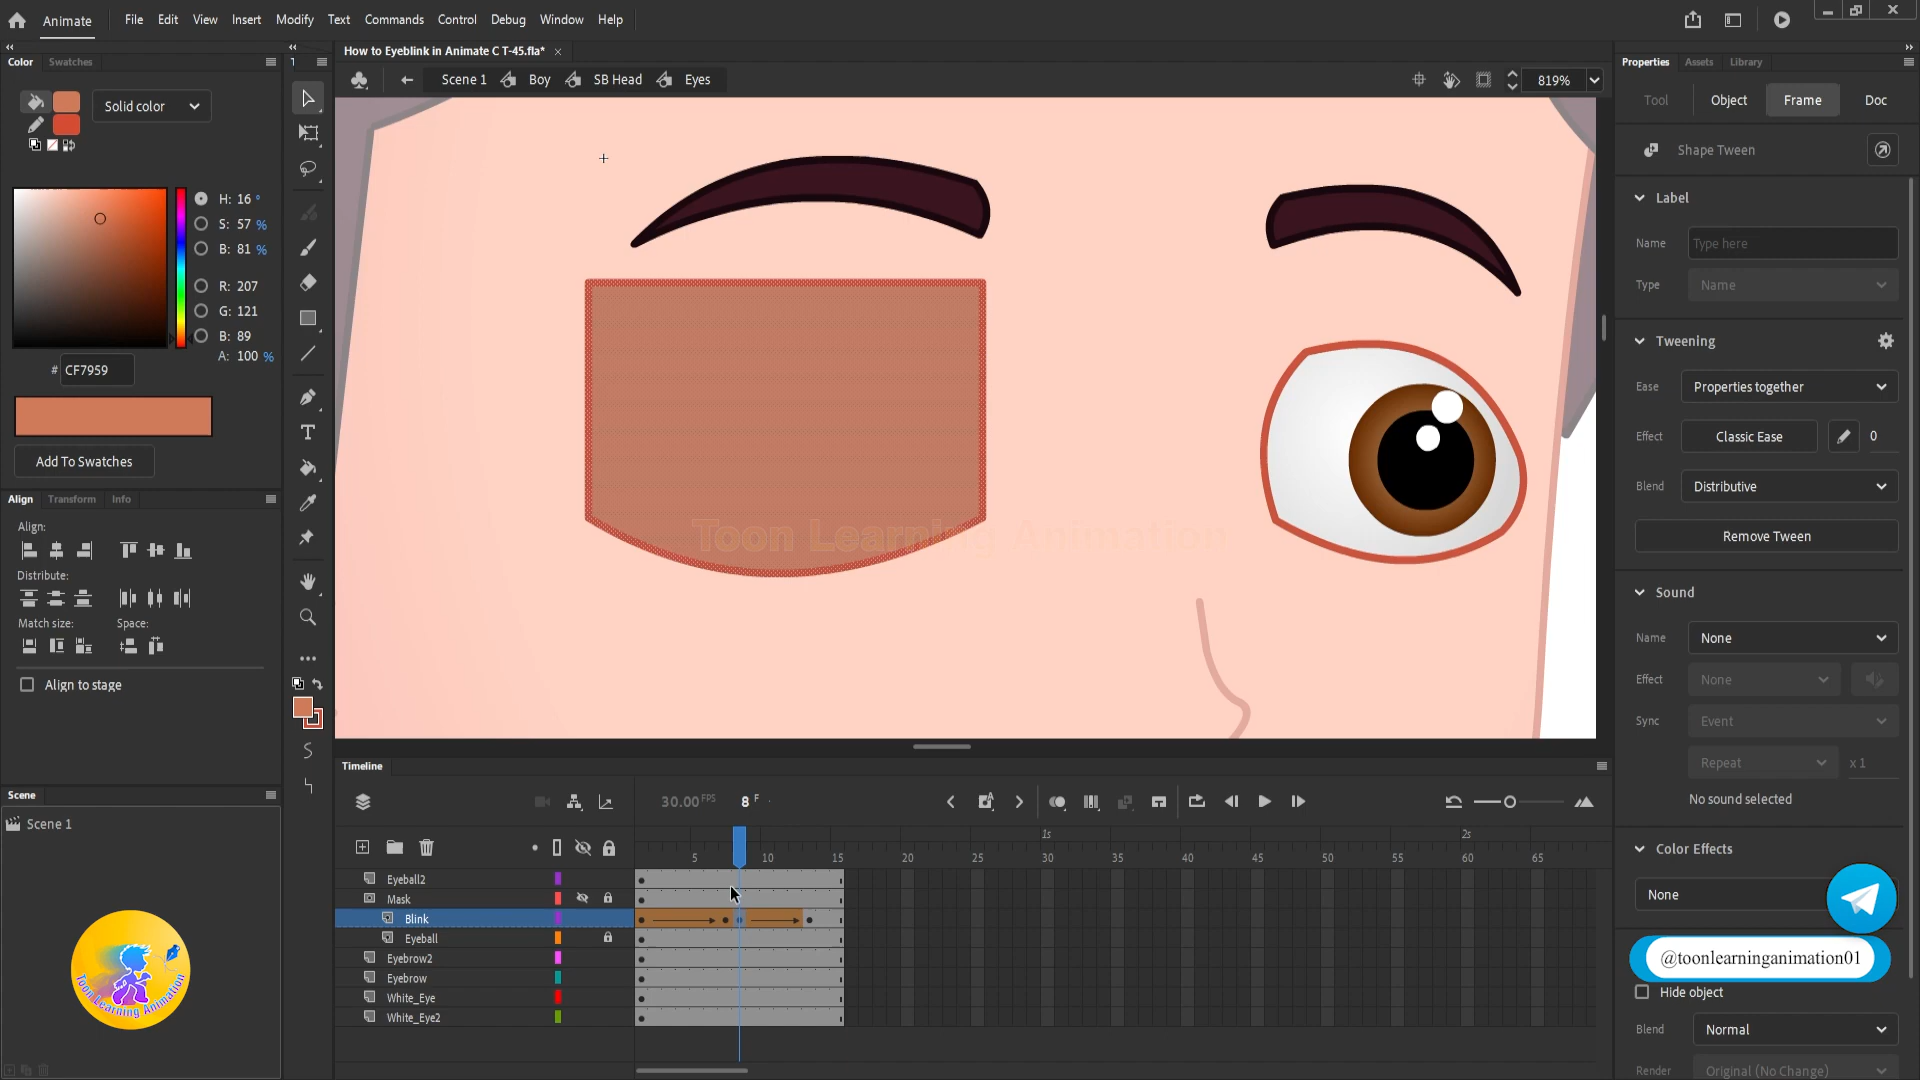 Animate
File Edit View Insert Modify Text Commands Control Debug Window Help
How to Eyeblink in Animate C T-45.fla*
Color Swatches
Scene 1 Boy SB Head Eyes
819%
Properties Assets Library
Solid color
Tool Object Frame Doc
Shape Tween
H: 16 °
S: 57 %
B: 81 %
R: 207
G: 121
B: 89
A: 100 %
# CF7959
Add To Swatches
Label
Name Type here
Type Name
Tweening
Ease Properties together
Effect Classic Ease 0
Blend Distributive
Remove Tween
Align Transform Info
Align:
Distribute:
Match size: Space:
Align to stage
Toon Learning Animation
Sound
Name None
Effect None
Sync Event
Repeat x 1
No sound selected
Color Effects
None
@toonlearninganimation01
Hide object
Blend Normal
Render Original (No Change)
Scene
Scene 1
Toon Learning Animation
Timeline
30.00 FPS 8 F
1s 2s
5 10 15 20 25 30 35 40 45 50 55 60 65
Eyeball2
Mask
Blink
Eyeball
Eyebrow2
Eyebrow
White_Eye
White_Eye2